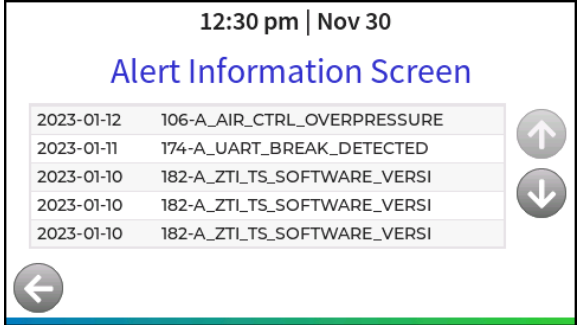 12:30 pm | Nov 30
Alert Information Screen
2023-01-12 106-A_AIR_CTRL_OVERPRESSURE
2023-01-11 174-A_UART_BREAK_DETECTED
2023-01-10 182-A_ZTI_TS_SOFTWARE_VERSI
2023-01-10 182-A_ZTI_TS_SOFTWARE_VERSI
2023-01-10 182-A_ZTI_TS_SOFTWARE_VERSI